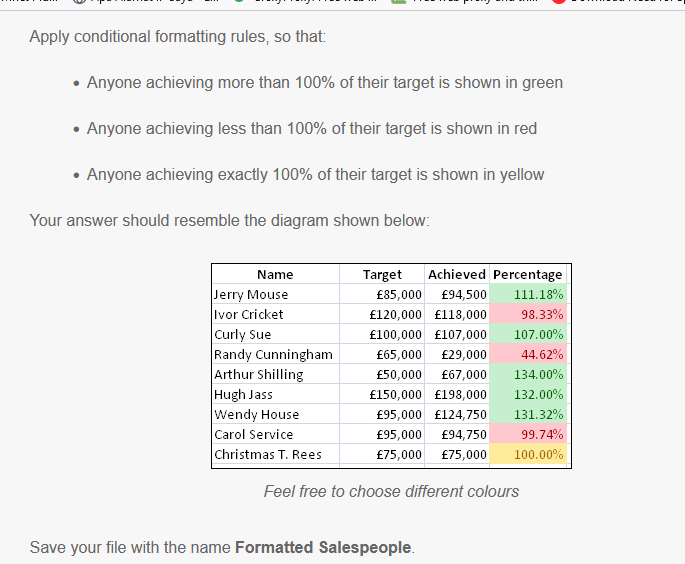 Apply conditional formatting rules, so that:
• Anyone achieving more than 100% of their target is shown in green
• Anyone achieving less than 100% of their target is shown in red
• Anyone achieving exactly 100% of their target is shown in yellow
Your answer should resemble the diagram shown below:
Name Target Achieved Percentage
Jerry Mouse £85,000 £94,500 111.18%
Ivor Cricket £120,000 £118,000 98.33%
Curly Sue £100,000 £107,000 107.00%
Randy Cunningham £65,000 £29,000 44.62%
Arthur Shilling £50,000 £67,000 134.00%
Hugh Jass £150,000 £198,000 132.00%
Wendy House £95,000 £124,750 131.32%
Carol Service £95,000 £94,750 99.74%
Christmas T. Rees £75,000 £75,000 100.00%
Feel free to choose different colours
Save your file with the name Formatted Salespeople.